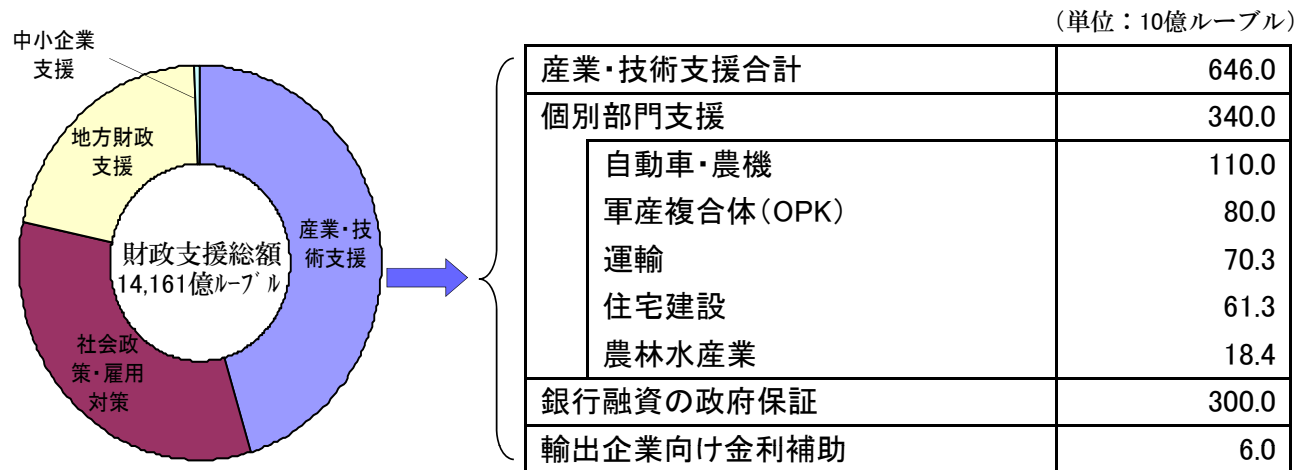 (単位：10億ルーブル)
中小企業
支援
地方財政
支援
産業・技
術支援
財政支援総額
14,161億ﾙｰﾌﾞﾙ
社会政
策・雇用
対策
産業・技術支援合計 646.0
個別部門支援 340.0
自動車・農機 110.0
軍産複合体(OPK) 80.0
運輸 70.3
住宅建設 61.3
農林水産業 18.4
銀行融資の政府保証 300.0
輸出企業向け金利補助 6.0